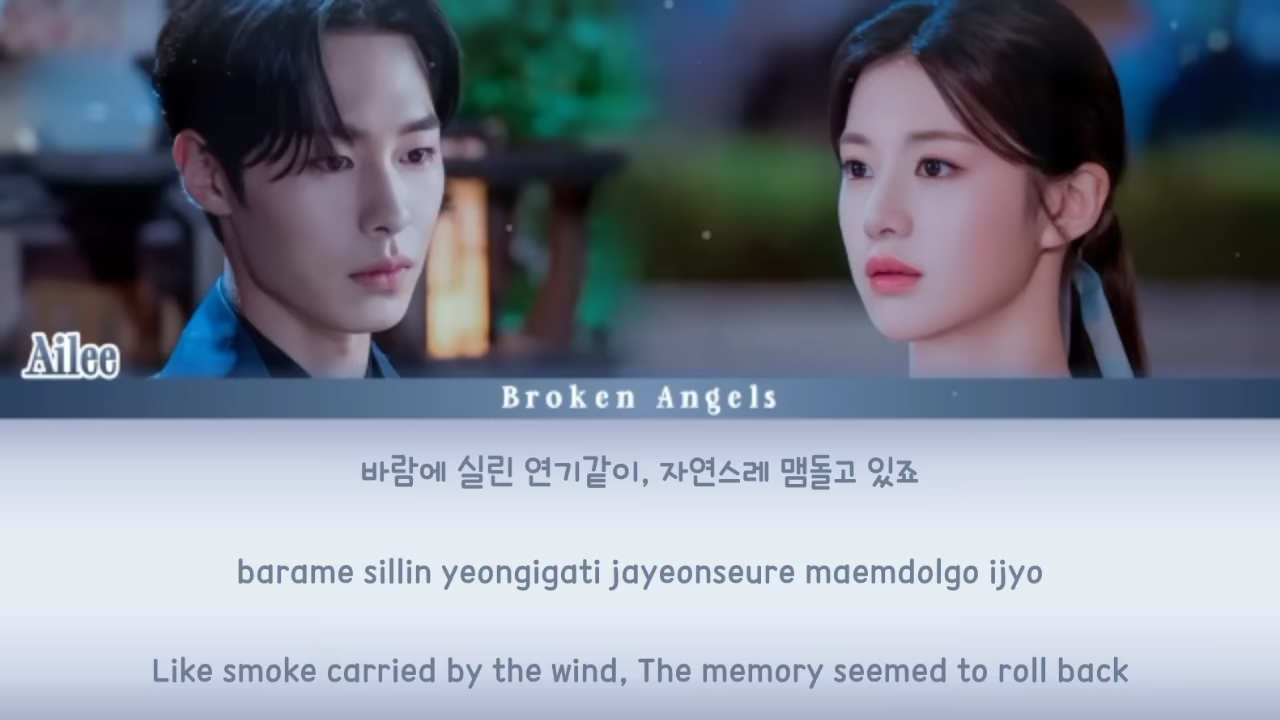 Ailee
Broken Angels
바람에 실린 연기같이, 자연스레 맴돌고 있죠
barame sillin yeongigati jayeonseure maemdolgo ijyo
Like smoke carried by the wind, The memory seemed to roll back